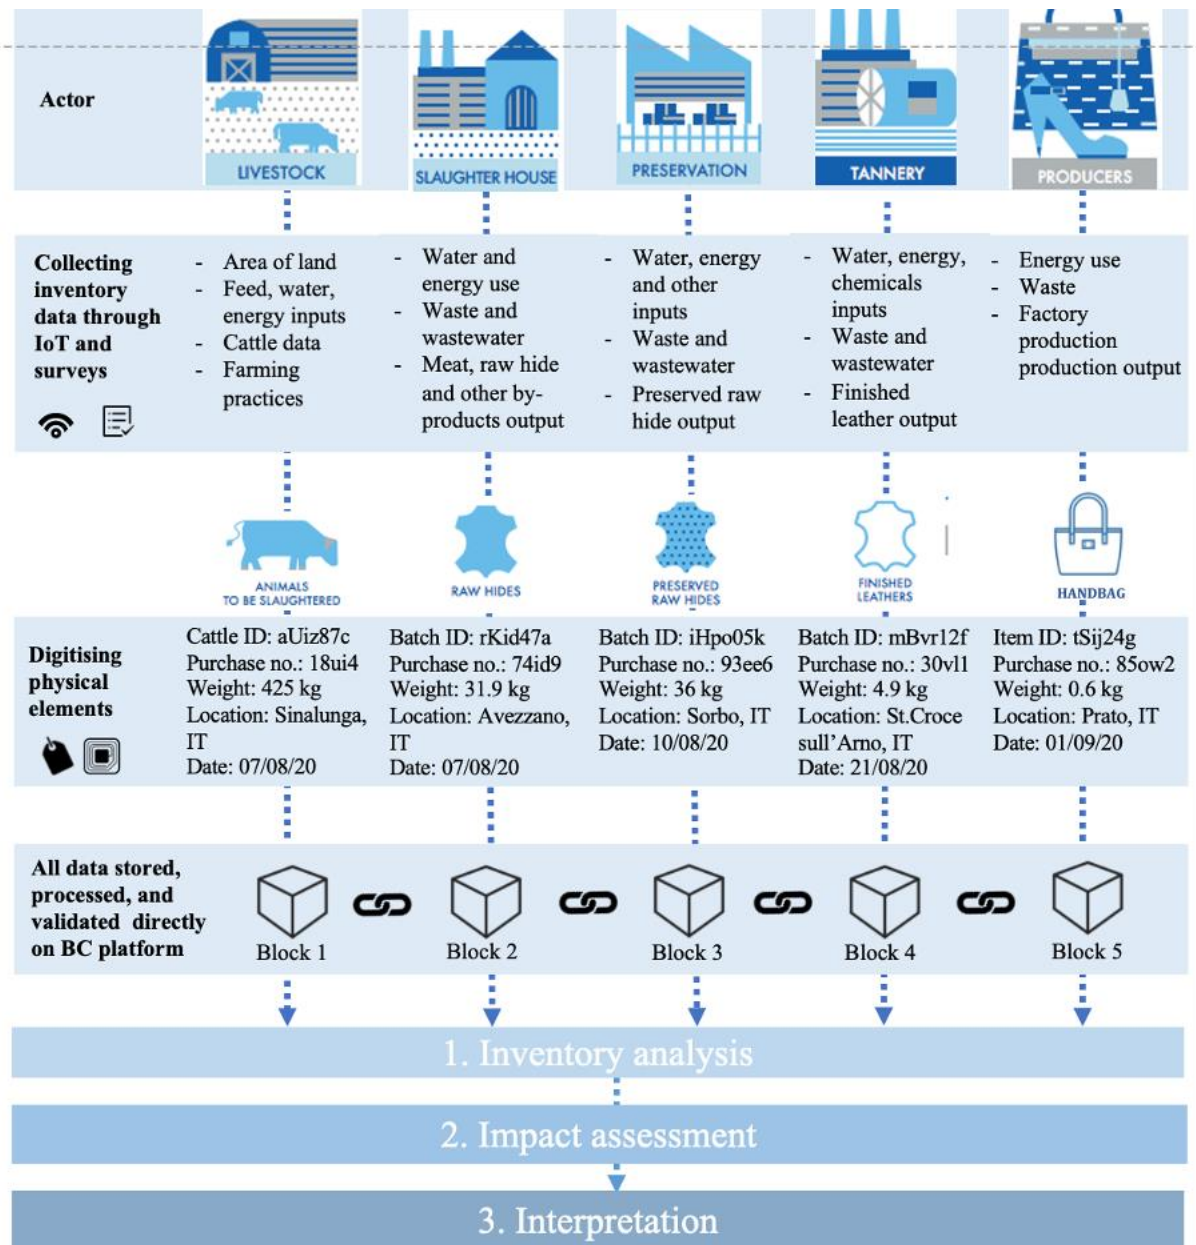 Actor
LIVESTOCK
SLAUGHTER HOUSE
PRESERVATION
TANNERY
PRODUCERS
Collecting
inventory
data through
IoT and
surveys
- Area of land
- Feed, water,
energy inputs
- Cattle data
- Farming
practices
- Water and
energy use
- Waste and
wastewater
- Meat, raw hide
and other by-
products output
- Water, energy
and other
inputs
- Waste and
wastewater
- Preserved raw
hide output
- Water, energy,
chemicals
inputs
- Waste and
wastewater
- Finished
leather output
- Energy use
- Waste
- Factory
production
production output
ANIMALS
TO BE SLAUGHTERED
RAW HIDES
PRESERVED
RAW HIDES
FINISHED
LEATHERS
HANDBAG
Digitising
physical
elements
Cattle ID: aUiz87c
Purchase no.: 18ui4
Weight: 425 kg
Location: Sinalunga,
IT
Date: 07/08/20
Batch ID: rKid47a
Purchase no.: 74id9
Weight: 31.9 kg
Location: Avezzano,
IT
Date: 07/08/20
Batch ID: iHpo05k
Purchase no.: 93ee6
Weight: 36 kg
Location: Sorbo, IT
Date: 10/08/20
Batch ID: mBvr12f
Purchase no.: 30vl1
Weight: 4.9 kg
Location: St.Croce
sull’Arno, IT
Date: 21/08/20
Item ID: tSij24g
Purchase no.: 85ow2
Weight: 0.6 kg
Location: Prato, IT
Date: 01/09/20
All data stored,
processed, and
validated directly
on BC platform
Block 1
Block 2
Block 3
Block 4
Block 5
1. Inventory analysis
2. Impact assessment
3. Interpretation